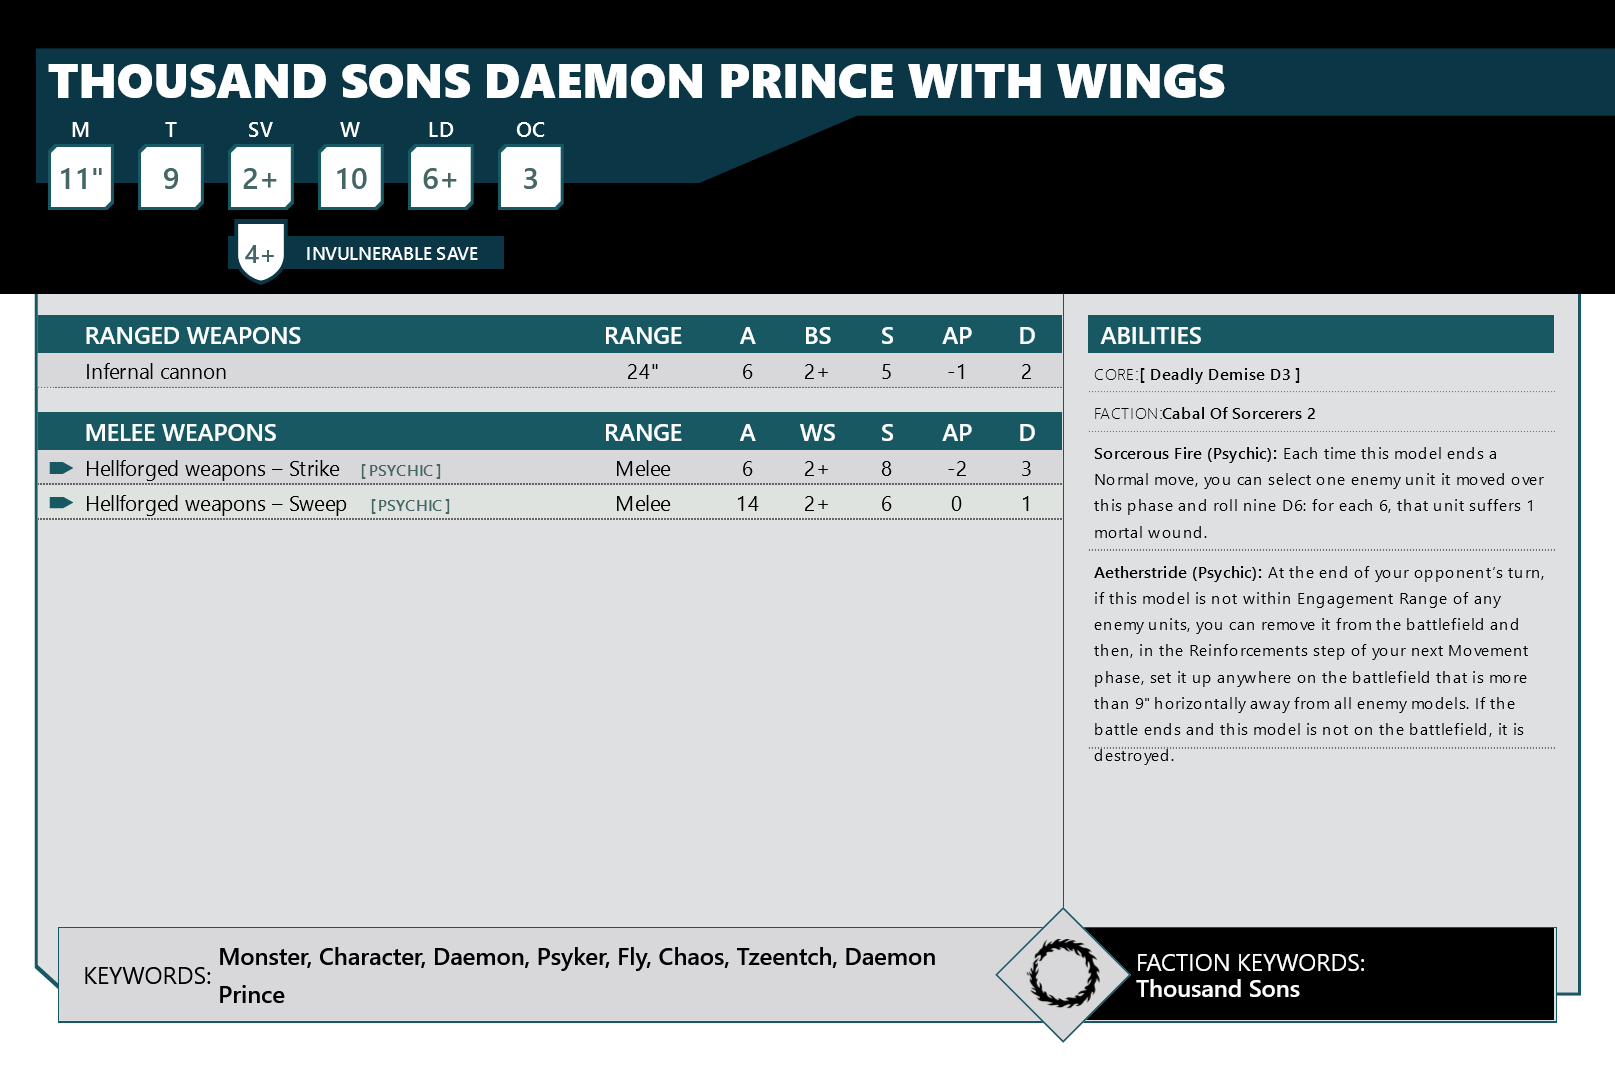 THOUSAND SONS DAEMON PRINCE WITH WINGS
M T SV W LD OC
11" 9 2+ 10 6+ 3
4+ INVULNERABLE SAVE
RANGED WEAPONS RANGE A BS S AP D
Infernal cannon 24" 6 2+ 5 -1 2
MELEE WEAPONS RANGE A WS S AP D
Hellforged weapons – Strike [PSYCHIC] Melee 6 2+ 8 -2 3
Hellforged weapons – Sweep [PSYCHIC] Melee 14 2+ 6 0 1
ABILITIES
CORE:[ Deadly Demise D3 ]
FACTION:Cabal Of Sorcerers 2
Sorcerous Fire (Psychic): Each time this model ends a
Normal move, you can select one enemy unit it moved over
this phase and roll nine D6: for each 6, that unit suffers 1
mortal wound.
Aetherstride (Psychic): At the end of your opponent’s turn,
if this model is not within Engagement Range of any
enemy units, you can remove it from the battlefield and
then, in the Reinforcements step of your next Movement
phase, set it up anywhere on the battlefield that is more
than 9" horizontally away from all enemy models. If the
battle ends and this model is not on the battlefield, it is
destroyed.
KEYWORDS: Monster, Character, Daemon, Psyker, Fly, Chaos, Tzeentch, Daemon
Prince
FACTION KEYWORDS:
Thousand Sons